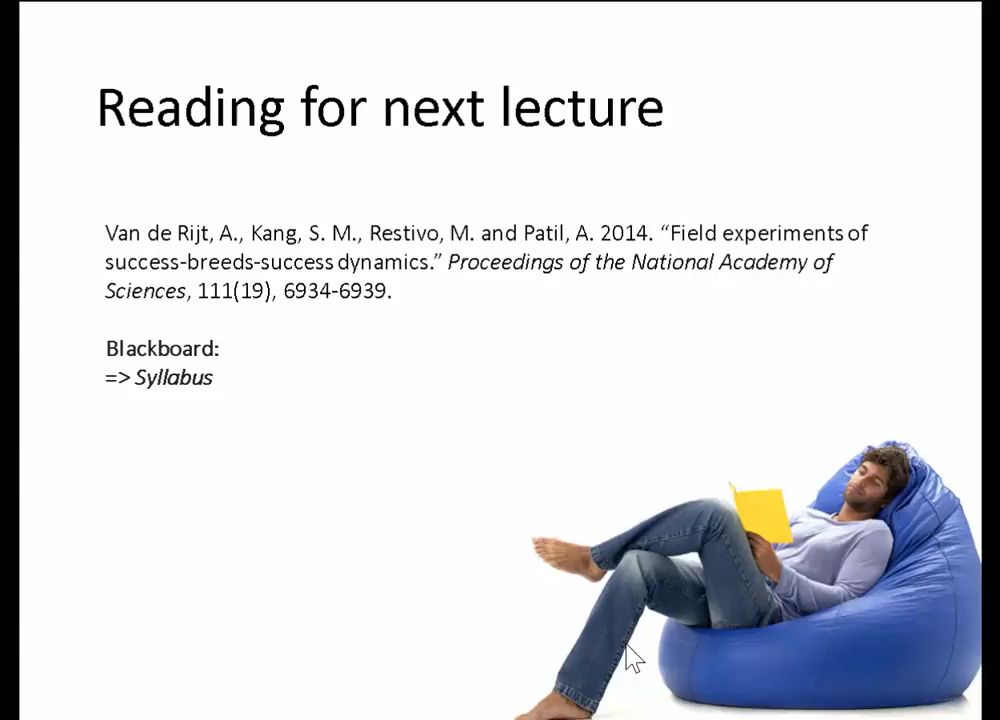 Reading for next lecture
Van de Rijt, A., Kang, S. M., Restivo, M. and Patil, A. 2014. “Field experiments of
success-breeds-success dynamics.” Proceedings of the National Academy of
Sciences, 111(19), 6934-6939.
Blackboard:
=> Syllabus